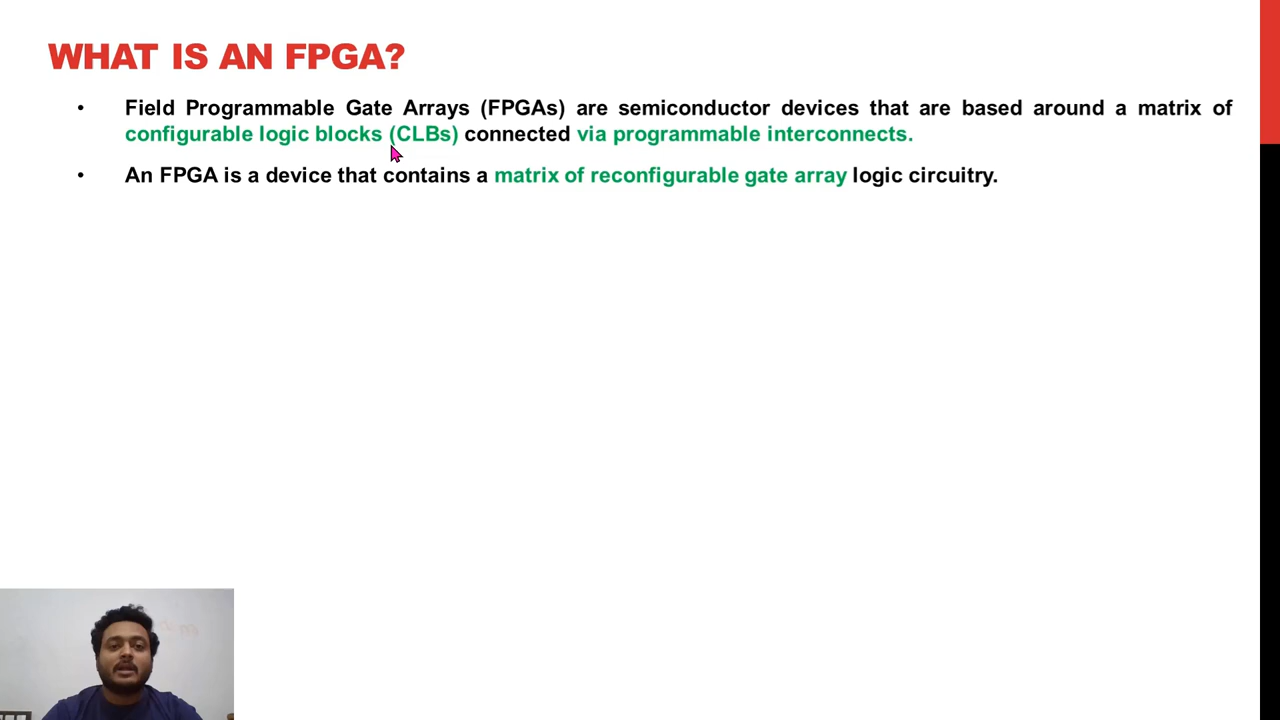 WHAT IS AN FPGA?
• Field Programmable Gate Arrays (FPGAs) are semiconductor devices that are based around a matrix of
configurable logic blocks (CLBs) connected via programmable interconnects.
• An FPGA is a device that contains a matrix of reconfigurable gate array logic circuitry.